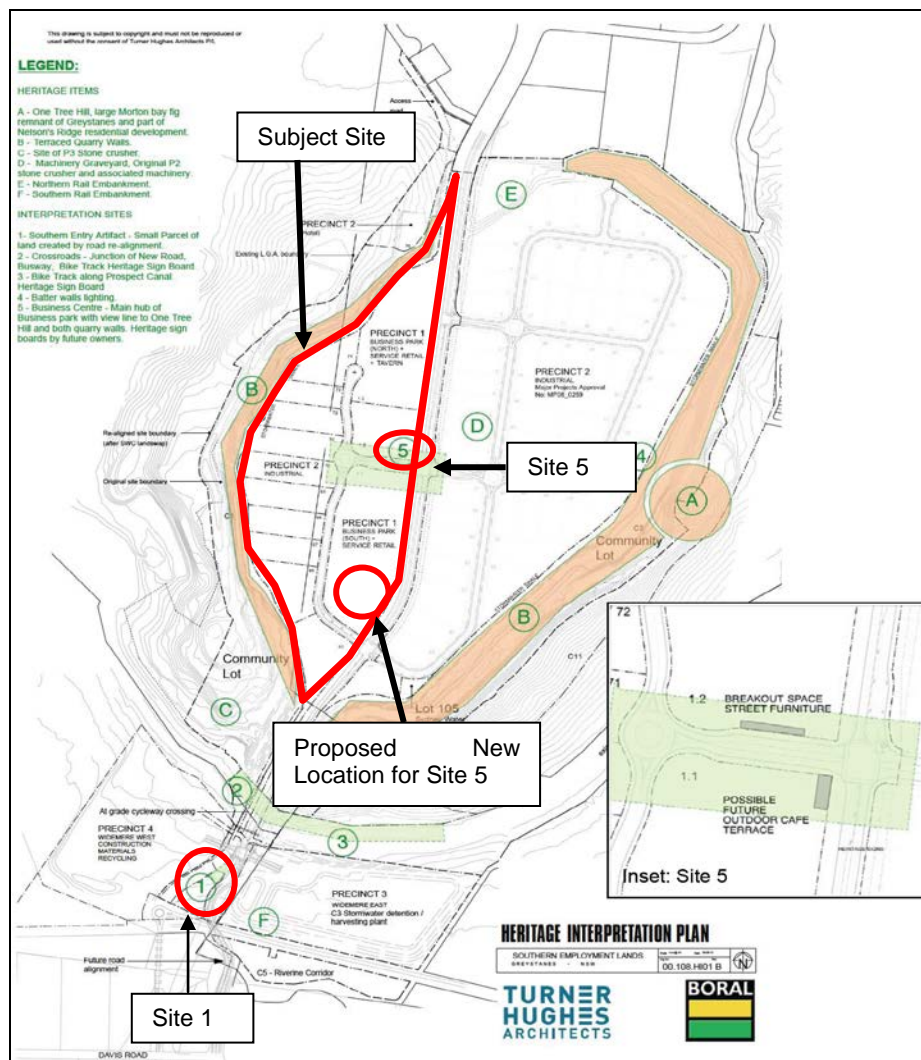 This drawing is subject to copyright and must not be reproduced or
used without the consent of Turner Hughes Architects P/L
LEGEND:
HERITAGE ITEMS
A - One Tree Hill, large Morton bay fig
remnant of Greystanes and part of
Nelson's Ridge residential development.
B - Terraced Quarry Walls.
C - Site of P3 Stone crusher.
D - Machinery Graveyard, Original P2
stone crusher and associated machinery.
E - Northern Rail Embankment.
F - Southern Rail Embankment.
INTERPRETATION SITES
1- Southern Entry Artifact - Small Parcel of
land created by road re-alignment.
2 - Crossroads - Junction of New Road,
Busway, Bike Track Heritage Sign Board
3 - Bike Track along Prospect Canal
Heritage Sign Board
4 - Batter walls lighting.
5 - Business Centre - Main hub of
Business park with view line to One Tree
Hill and both quarry walls. Heritage sign
boards by future owners.
Access
road
Subject Site
E
PRECINCT 2
(hotel)
Existing L.G.A. boundary
PRECINCT 1
BUSINESS PARK
(NORTH) +
SERVICE RETAIL
+ TAVERN
PRECINCT 2
INDUSTRIAL
Major Projects Approval
B
D
Re-aligned site boundary
(after SWC landswap)
5
4
Site 5
Original site boundary
PRECINCT 2
INDUSTRIAL
A
PRECINCT 1
BUSINESS PARK
(SOUTH) +
SERVICE RETAIL
Community
Lot
B
C11
Community
Lot
Lot 105
C
Proposed New
Location for Site 5
2
At grade cycleway crossing
3
PRECINCT 4
WIDEMERE WEST
CONSTRUCTION
MATERIALS
RECYCLING
1
PRECINCT 3
WIDEMERE EAST
C3 Stormwater detention /
harvesting plant
F
Future road
alignment
C5 - Riverine Corridor
Site 1
DAVIS ROAD
72
71
1.2
BREAKOUT SPACE
STREET FURNITURE
1.1
POSSIBLE
FUTURE
OUTDOOR CAFE
TERRACE
Inset: Site 5
HERITAGE INTERPRETATION PLAN
SOUTHERN EMPLOYMENT LANDS
GREYSTANES - NSW
00.108.HI01 B
N
TURNER
HUGHES
ARCHITECTS
BORAL